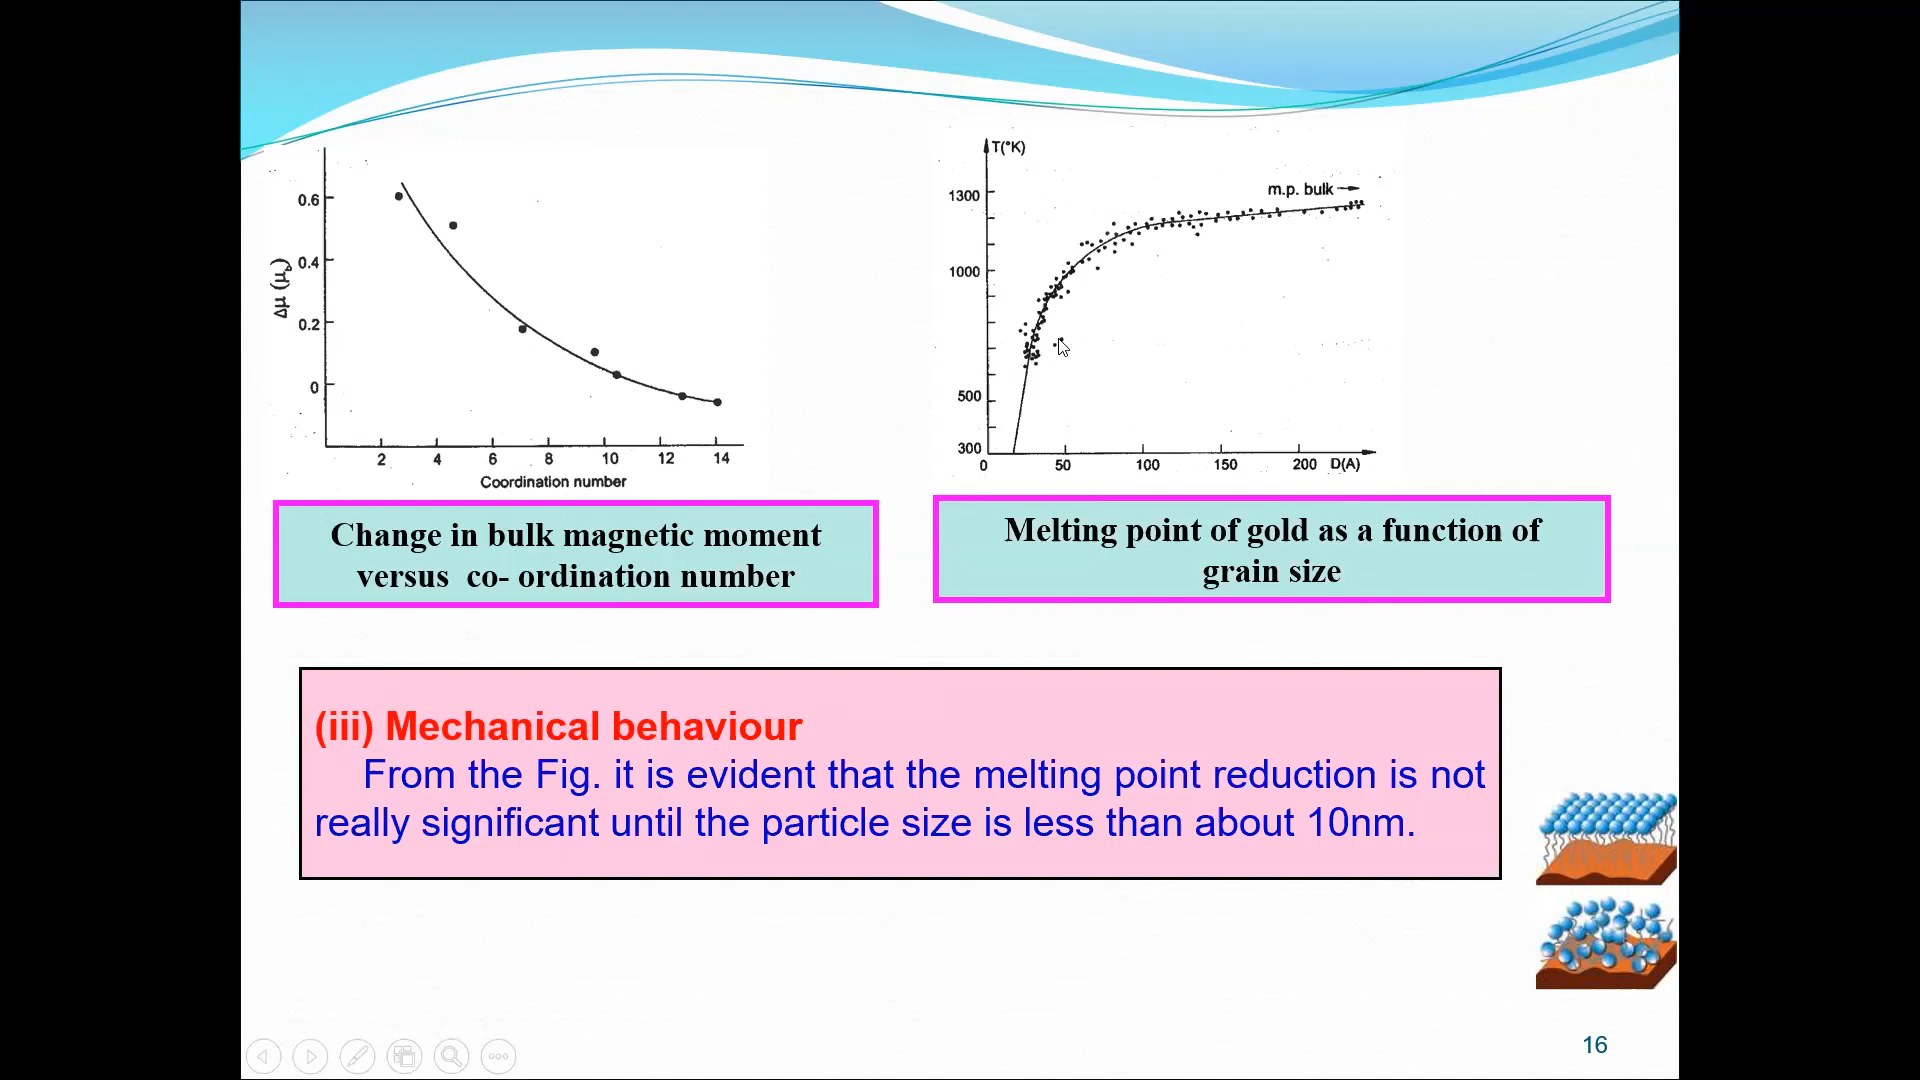 0.6
0.4
0.2
0
Δμ (μb)
2 4 6 8 10 12 14
Coordination number
T(°K)
m.p. bulk
1300
1000
500
300
0 50 100 150 200 D(A)
Change in bulk magnetic moment
versus co- ordination number
Melting point of gold as a function of
grain size
(iii) Mechanical behaviour
From the Fig. it is evident that the melting point reduction is not
really significant until the particle size is less than about 10nm.
16